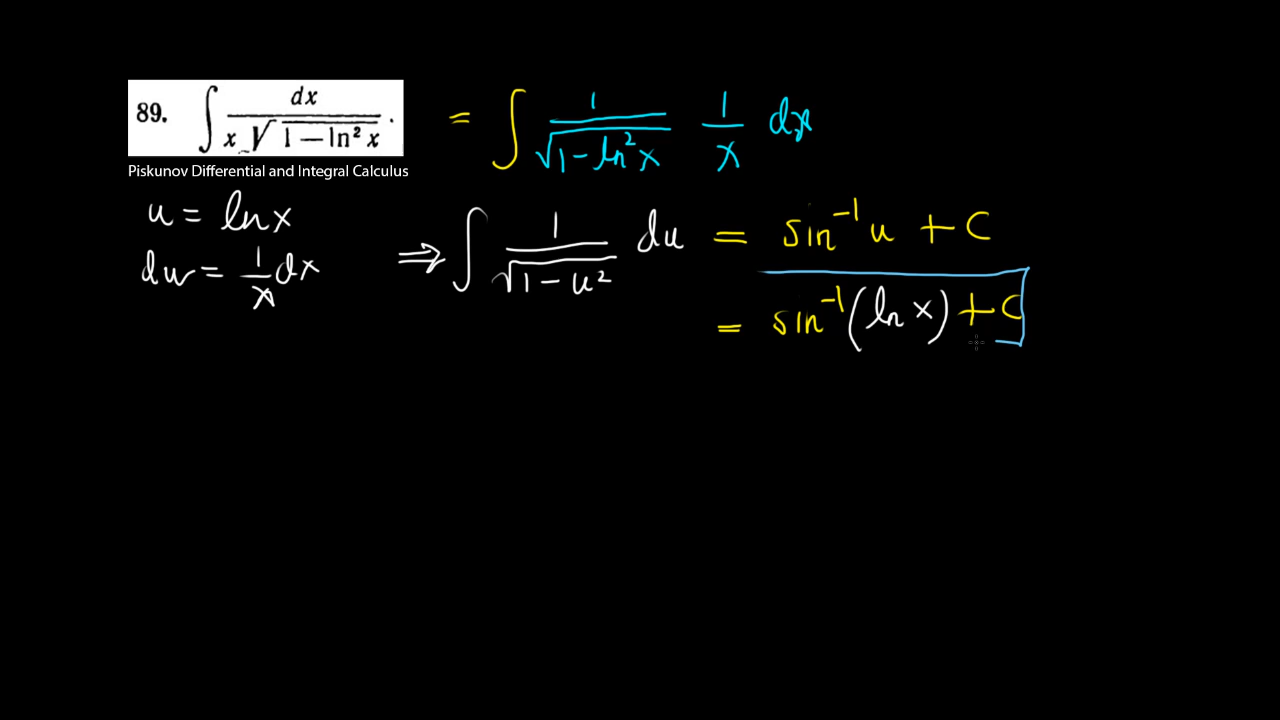 89. ∫ dx / (x √(1 − ln² x)) . = ∫ 1/√(1 − ln² x) 1/x dx
Piskunov Differential and Integral Calculus
u = ln x
du = 1/x dx ⇒ ∫ 1/√(1 − u²) du = sin⁻¹ u + C
= sin⁻¹(ln x) + C